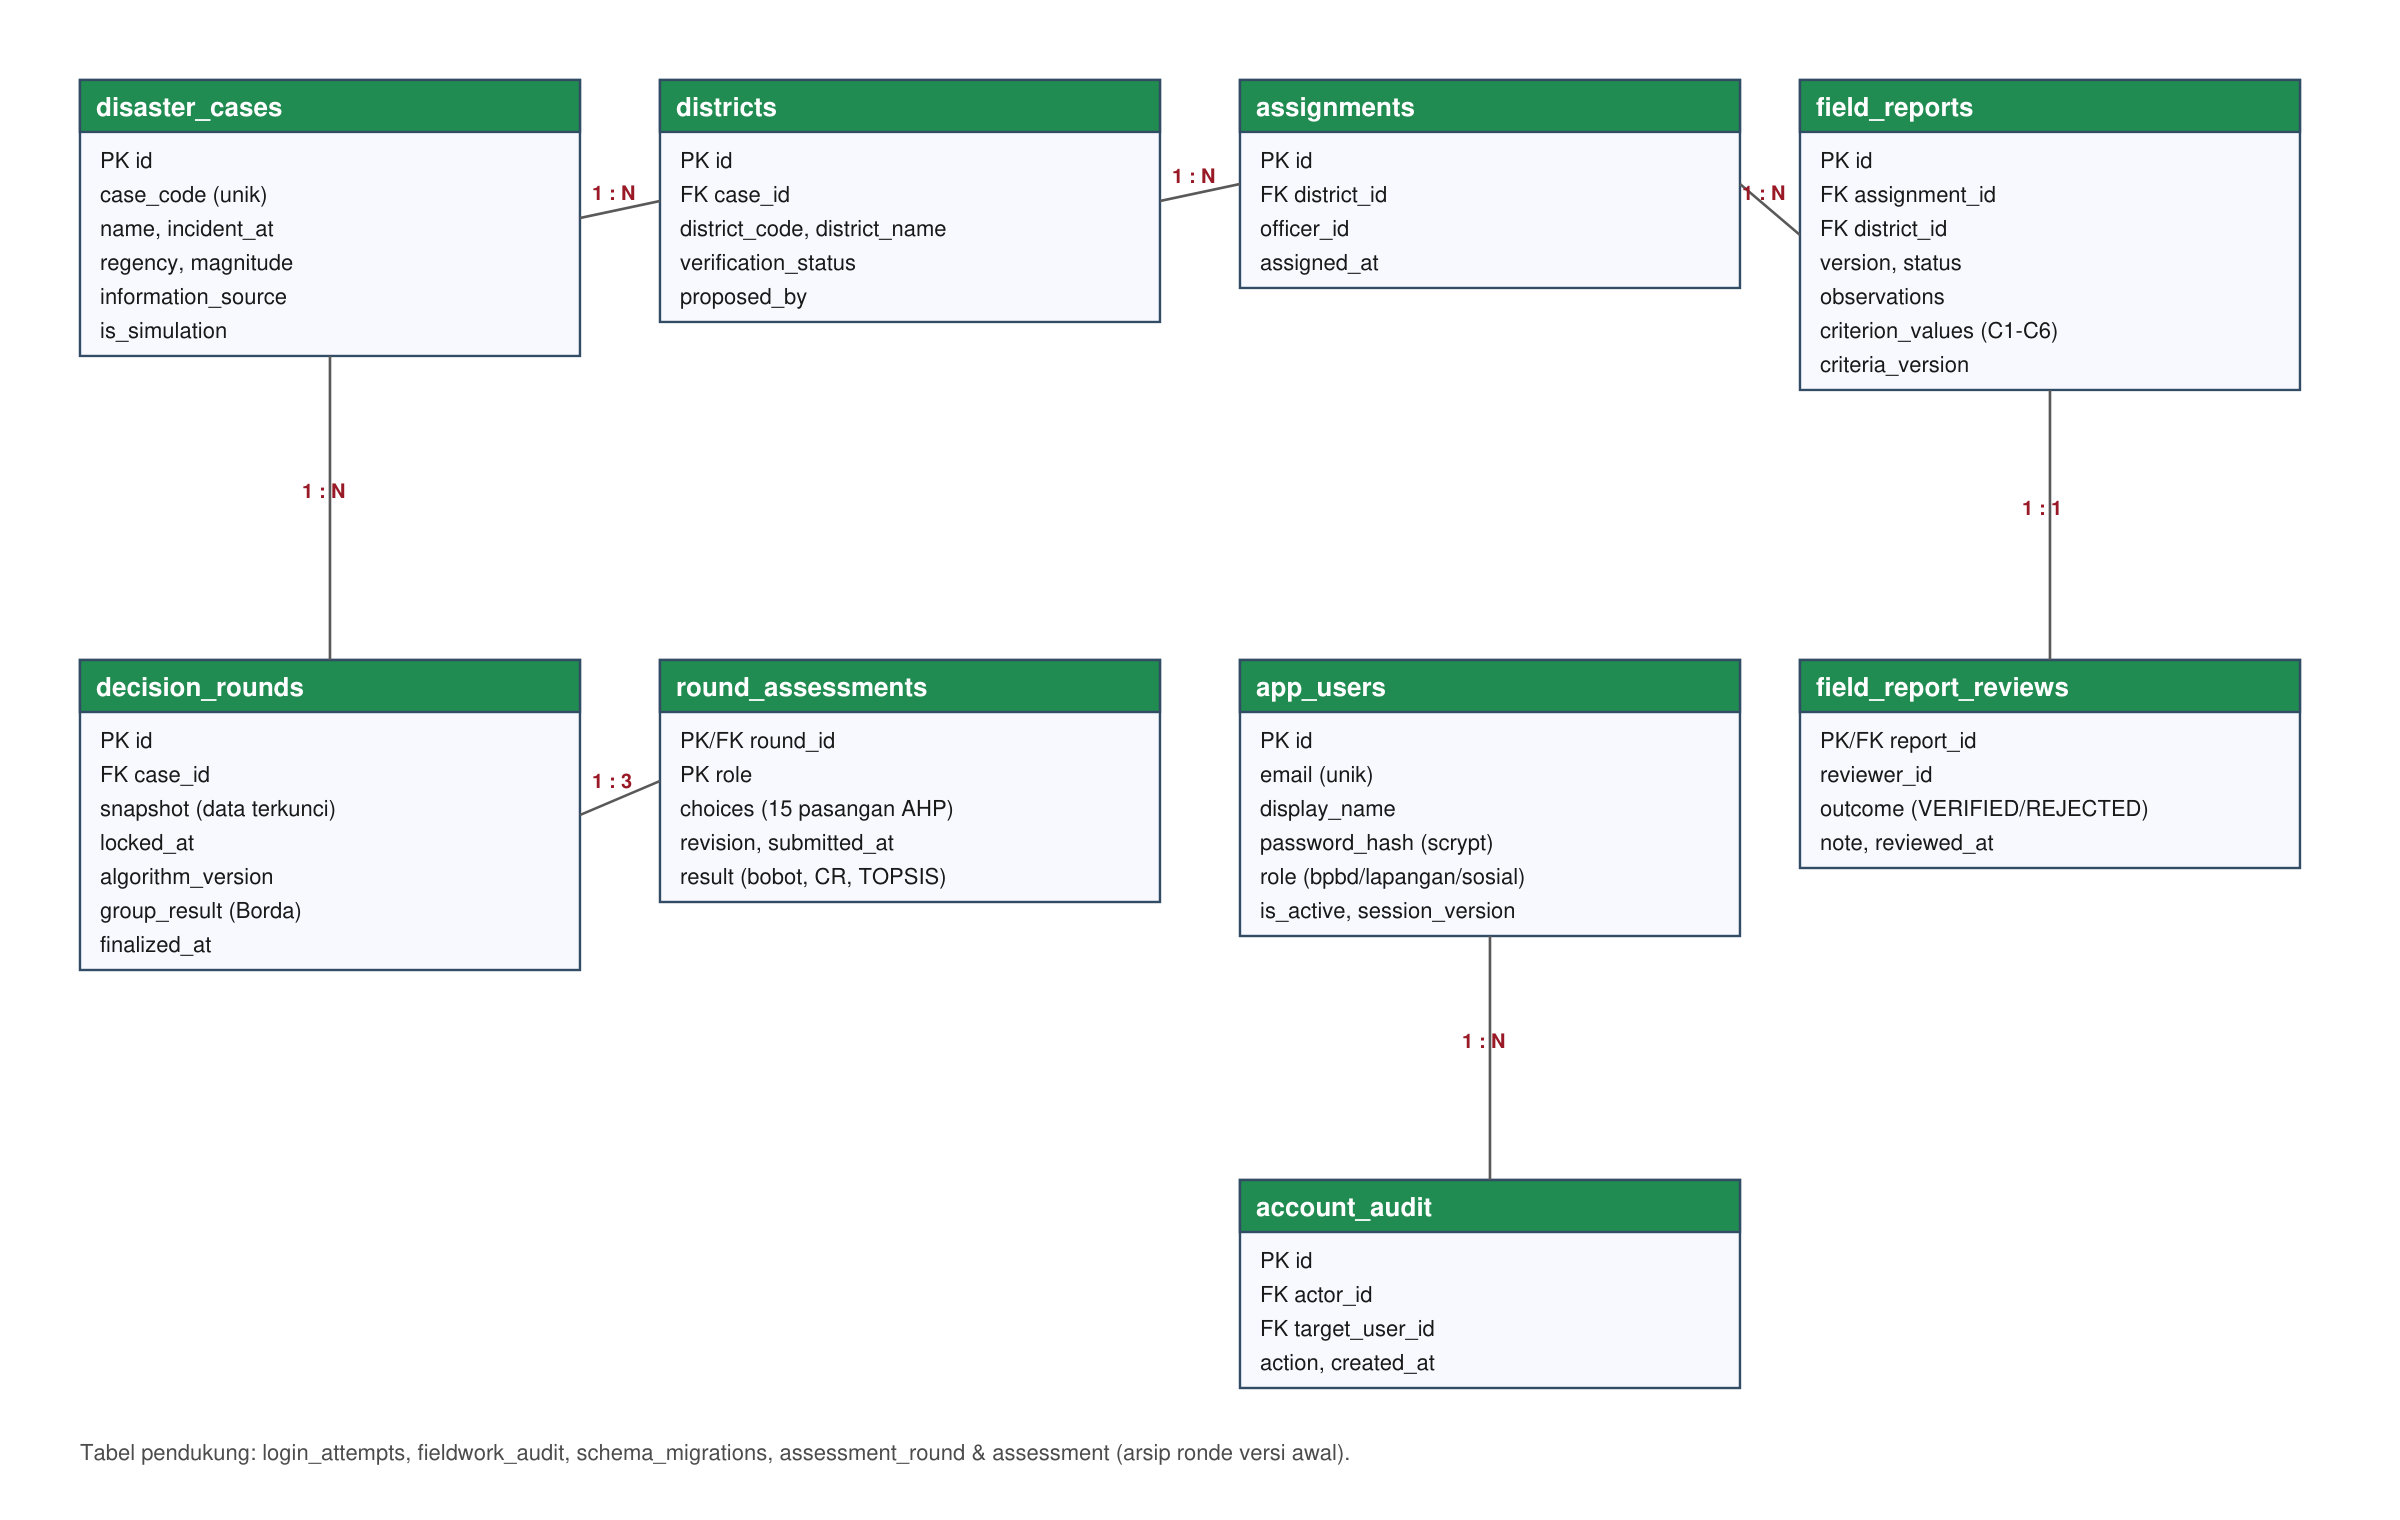 disaster_cases
PK id
case_code (unik)
name, incident_at
regency, magnitude
information_source
is_simulation
1 : N
districts
PK id
FK case_id
district_code, district_name
verification_status
proposed_by
1 : N
assignments
PK id
FK district_id
officer_id
assigned_at
1 : N
field_reports
PK id
FK assignment_id
FK district_id
version, status
observations
criterion_values (C1-C6)
criteria_version
1 : N
1 : 1
decision_rounds
PK id
FK case_id
snapshot (data terkunci)
locked_at
algorithm_version
group_result (Borda)
finalized_at
1 : 3
round_assessments
PK/FK round_id
PK role
choices (15 pasangan AHP)
revision, submitted_at
result (bobot, CR, TOPSIS)
app_users
PK id
email (unik)
display_name
password_hash (scrypt)
role (bpbd/lapangan/sosial)
is_active, session_version
field_report_reviews
PK/FK report_id
reviewer_id
outcome (VERIFIED/REJECTED)
note, reviewed_at
1 : N
account_audit
PK id
FK actor_id
FK target_user_id
action, created_at
Tabel pendukung: login_attempts, fieldwork_audit, schema_migrations, assessment_round & assessment (arsip ronde versi awal).